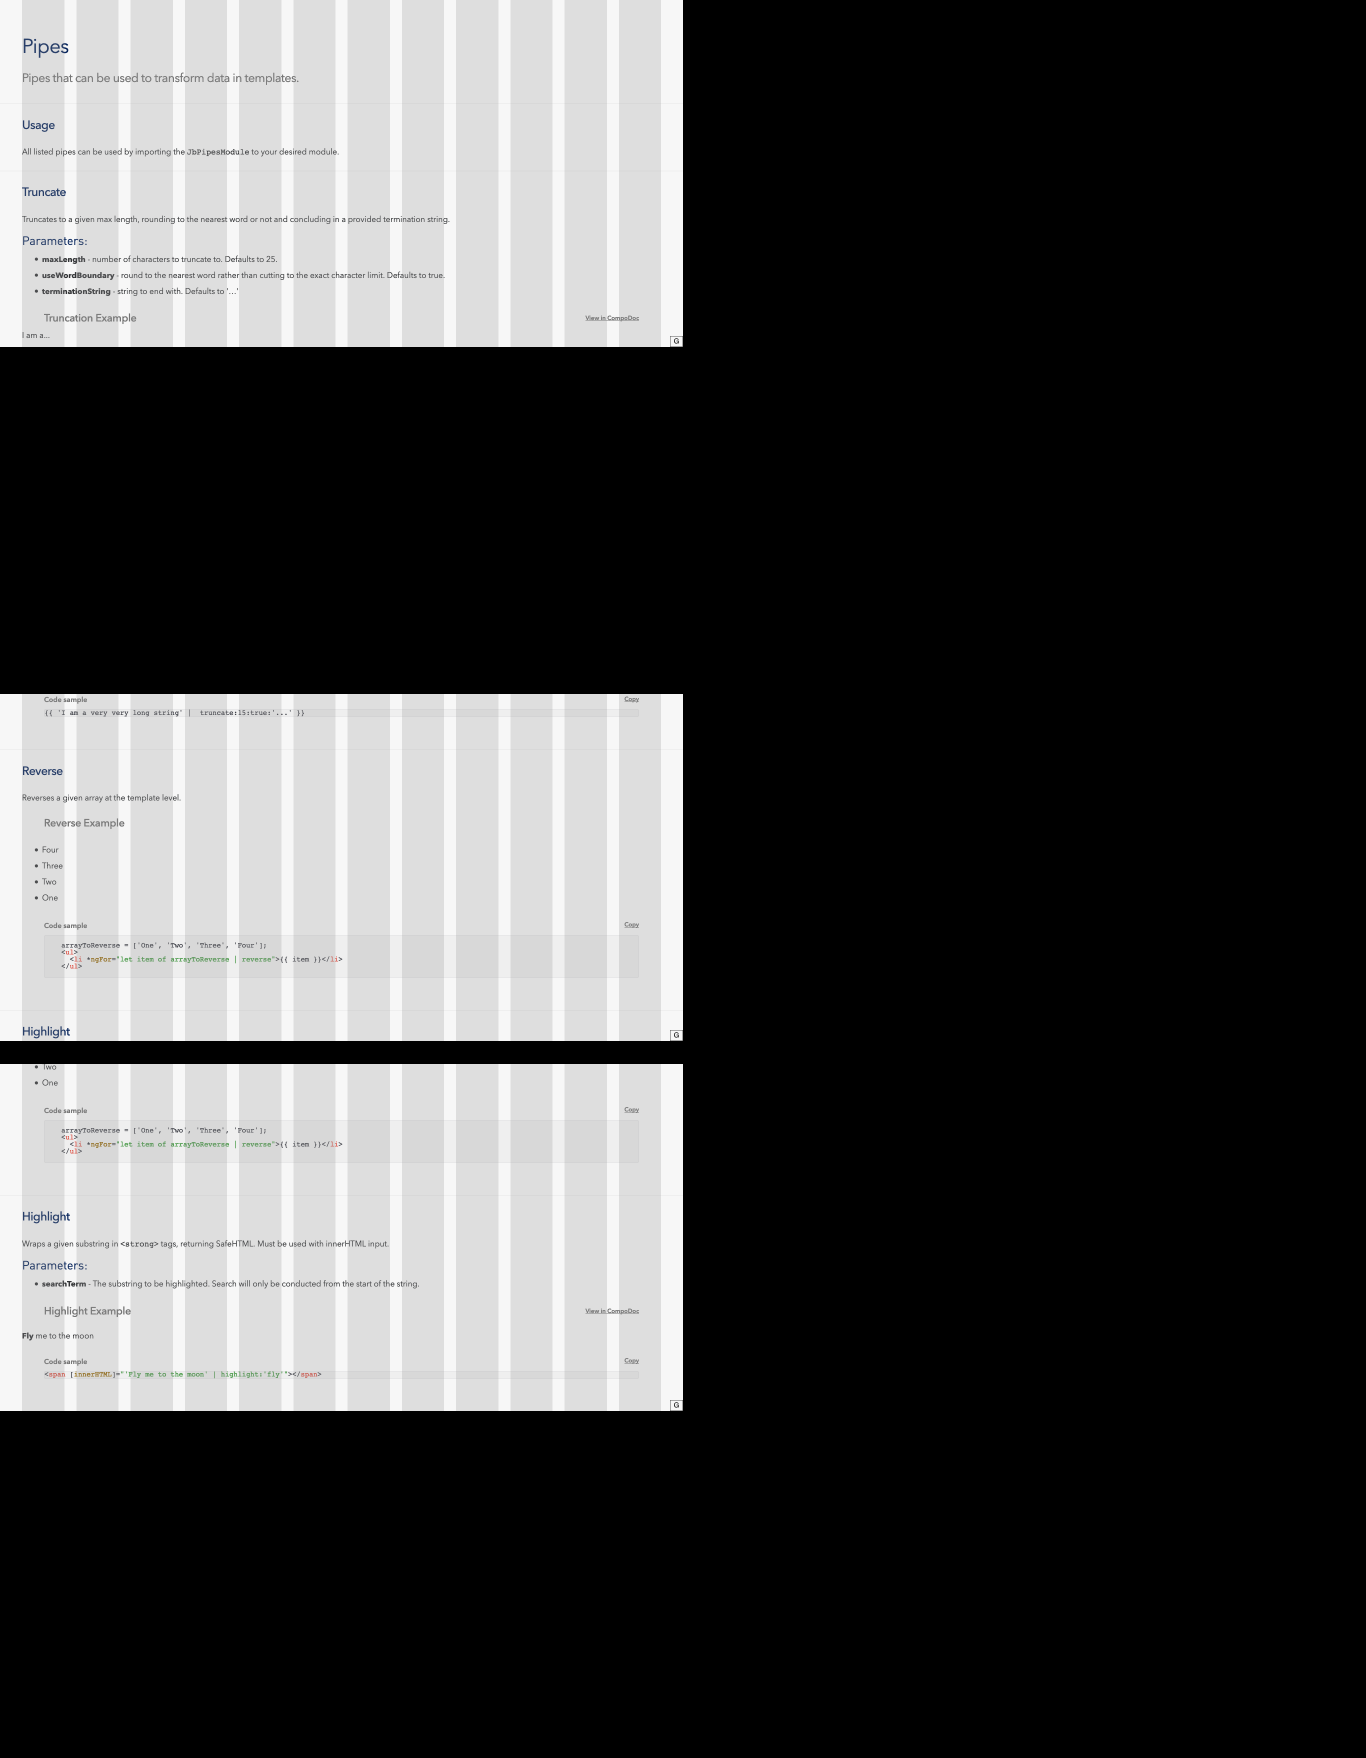 Pipes
Pipes that can be used to transform data in templates.
Usage
All listed pipes can be used by importing the JbPipesModule to your desired module.
Truncate
Truncates to a given max length, rounding to the nearest word or not and concluding in a provided termination string.
Parameters:
• maxLength - number of characters to truncate to. Defaults to 25.
• useWordBoundary - round to the nearest word rather than cutting to the exact character limit. Defaults to true.
• terminationString - string to end with. Defaults to '...'
Truncation Example View in CompoDoc
I am a...
G
Code sample Copy
{{ 'I am a very very long string' |  truncate:15:true:'...' }}
Reverse
Reverses a given array at the template level.
Reverse Example
• Four
• Three
• Two
• One
Code sample Copy
arrayToReverse = ['One', 'Two', 'Three', 'Four'];
<ul>
<li *ngFor="let item of arrayToReverse | reverse">{{ item }}</li>
</ul>
Highlight
G
• Two
• One
Code sample Copy
arrayToReverse = ['One', 'Two', 'Three', 'Four'];
<ul>
<li *ngFor="let item of arrayToReverse | reverse">{{ item }}</li>
</ul>
Highlight
Wraps a given substring in <strong> tags, returning SafeHTML. Must be used with innerHTML input.
Parameters:
• searchTerm - The substring to be highlighted. Search will only be conducted from the start of the string.
Highlight Example View in CompoDoc
Fly me to the moon
Code sample Copy
<span [innerHTML]="'Fly me to the moon' | highlight:'fly'"></span>
G